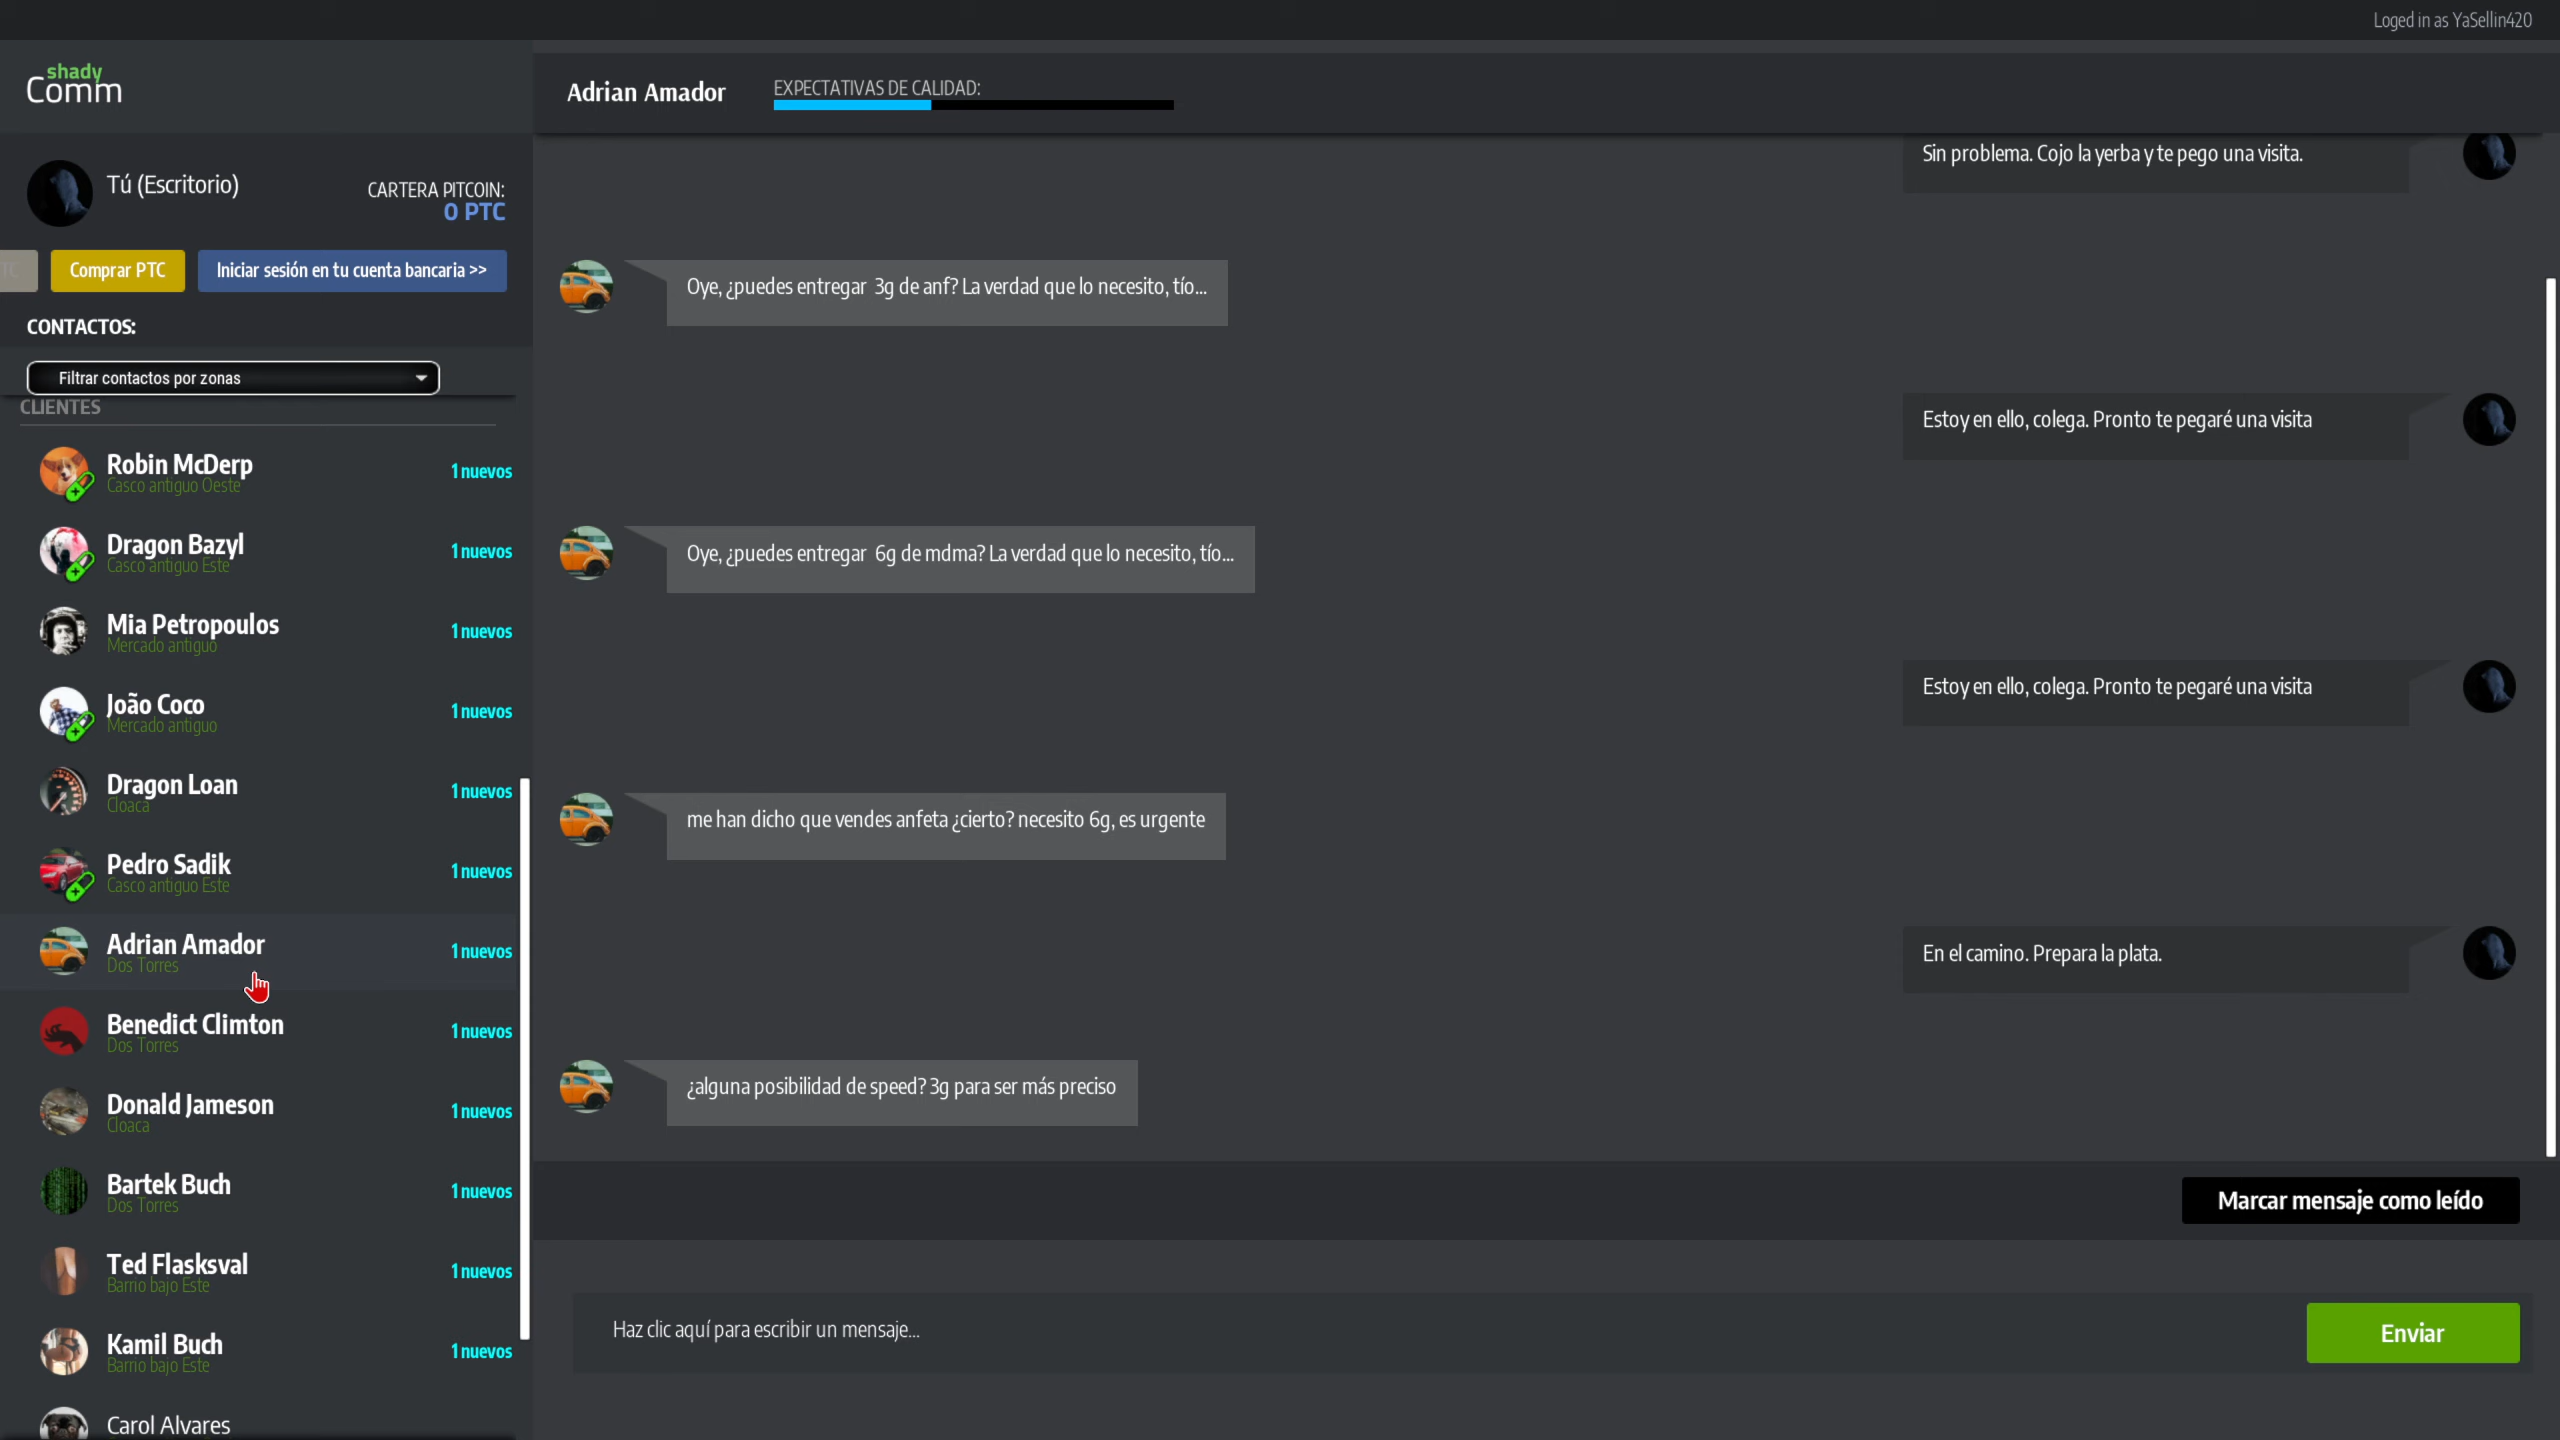 Loged in as YaSellin420
shady
Comm
Adrian Amador
EXPECTATIVAS DE CALIDAD:
Tú (Escritorio)
CARTERA PITCOIN:
0 PTC
TC
Comprar PTC
Iniciar sesión en tu cuenta bancaria >>
CONTACTOS:
Filtrar contactos por zonas
CLIENTES
Robin McDerp
Casco antiguo Oeste
1 nuevos
Dragon Bazyl
Casco antiguo Este
1 nuevos
Mia Petropoulos
Mercado antiguo
1 nuevos
João Coco
Mercado antiguo
1 nuevos
Dragon Loan
Cloaca
1 nuevos
Pedro Sadik
Casco antiguo Este
1 nuevos
Adrian Amador
Dos Torres
1 nuevos
Benedict Climton
Dos Torres
1 nuevos
Donald Jameson
Cloaca
1 nuevos
Bartek Buch
Dos Torres
1 nuevos
Ted Flasksval
Barrio bajo Este
1 nuevos
Kamil Buch
Barrio bajo Este
1 nuevos
Carol Alvares
Sin problema. Cojo la yerba y te pego una visita.
Oye, ¿puedes entregar 3g de anf? La verdad que lo necesito, tío...
Estoy en ello, colega. Pronto te pegaré una visita
Oye, ¿puedes entregar 6g de mdma? La verdad que lo necesito, tío...
Estoy en ello, colega. Pronto te pegaré una visita
me han dicho que vendes anfeta ¿cierto? necesito 6g, es urgente
En el camino. Prepara la plata.
¿alguna posibilidad de speed? 3g para ser más preciso
Marcar mensaje como leído
Haz clic aquí para escribir un mensaje...
Enviar